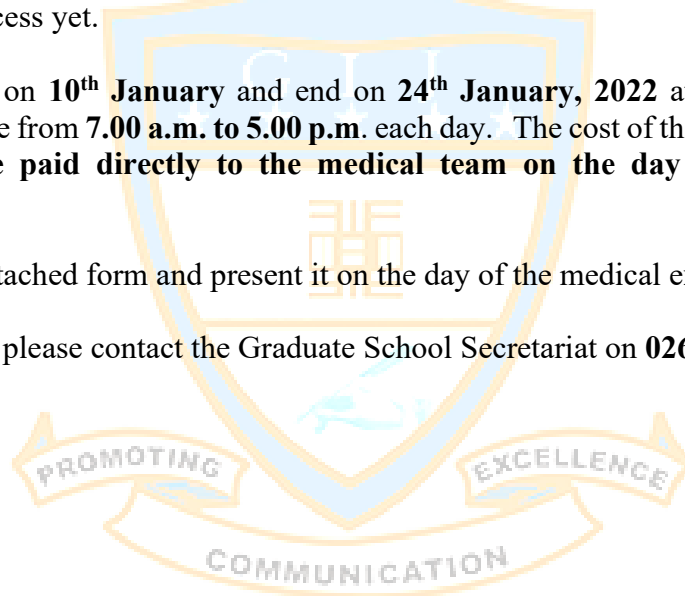 cess yet.
on 10th January and end on 24th January, 2022 a
e from 7.00 a.m. to 5.00 p.m. each day. The cost of th
e paid directly to the medical team on the day
tached form and present it on the day of the medical e
please contact the Graduate School Secretariat on 026
G I J
PROMOTING
EXCELLENCE
COMMUNICATION